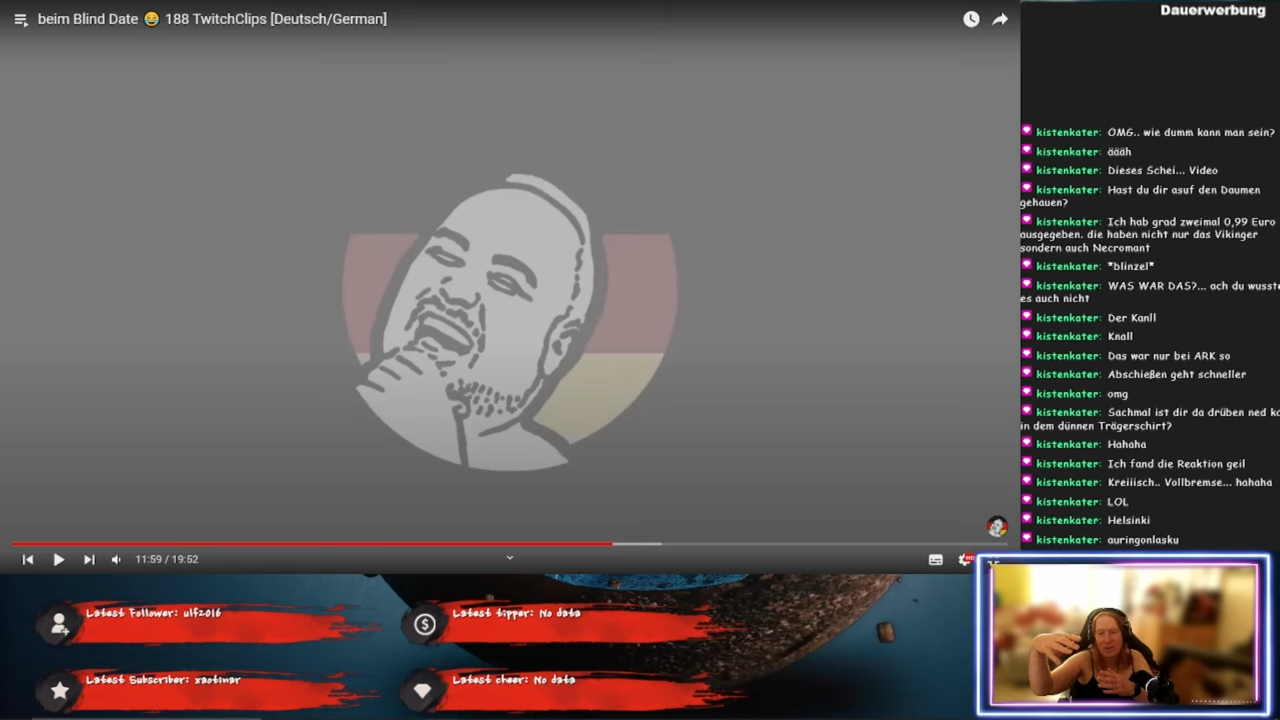 beim Blind Date 😂 188 TwitchClips [Deutsch/German]
Dauerwerbung
kistenkater: OMG.. wie dumm kann man sein?
kistenkater: äääh
kistenkater: Dieses Schei... Video
kistenkater: Hast du dir asuf den Daumen
gehauen?
kistenkater: Ich hab grad zweimal 0,99 Euro
ausgegeben. die haben nicht nur das Vikinger
sondern auch Necromant
kistenkater: *blinzel*
kistenkater: WAS WAR DAS?... ach du wusste
es auch nicht
kistenkater: Der Kanll
kistenkater: Knall
kistenkater: Das war nur bei ARK so
kistenkater: Abschießen geht schneller
kistenkater: omg
kistenkater: Sachmal ist dir da drüben ned ka
in dem dünnen Trägerschirt?
kistenkater: Hahaha
kistenkater: Ich fand die Reaktion geil
kistenkater: Kreiiisch.. Vollbremse... hahaha
kistenkater: LOL
kistenkater: Helsinki
kistenkater: auringonlasku
11:59 / 19:52
Latest Follower: ulf2016
Latest tipper: No data
Latest Subscriber: xaotinar
Latest cheer: No data